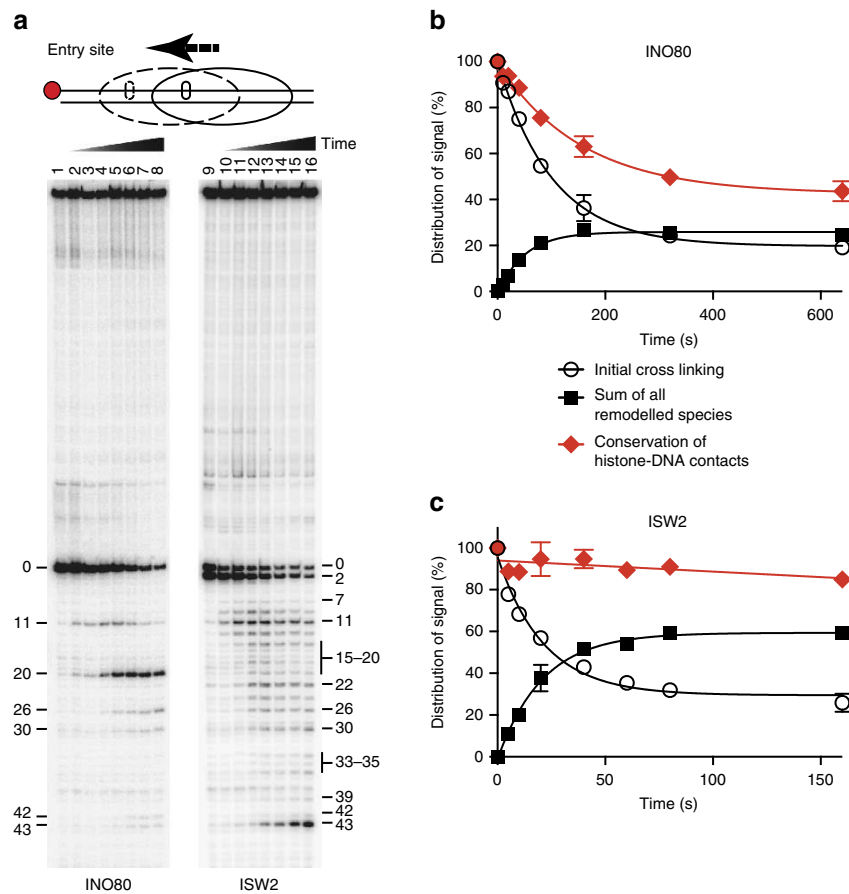 a
Entry site
Time
1 2 3 4 5 6 7 8
9 10 11 12 13 14 15 16
0
11
20
26
30
42
43
0
2
7
11
15–20
22
26
30
33–35
39
42
43
INO80
ISW2
b
INO80
Distribution of signal (%)
100
80
60
40
20
0
0 200 400 600
Time (s)
Initial cross linking
Sum of all
remodelled species
Conservation of
histone-DNA contacts
c
ISW2
Distribution of signal (%)
100
80
60
40
20
0
0 50 100 150
Time (s)